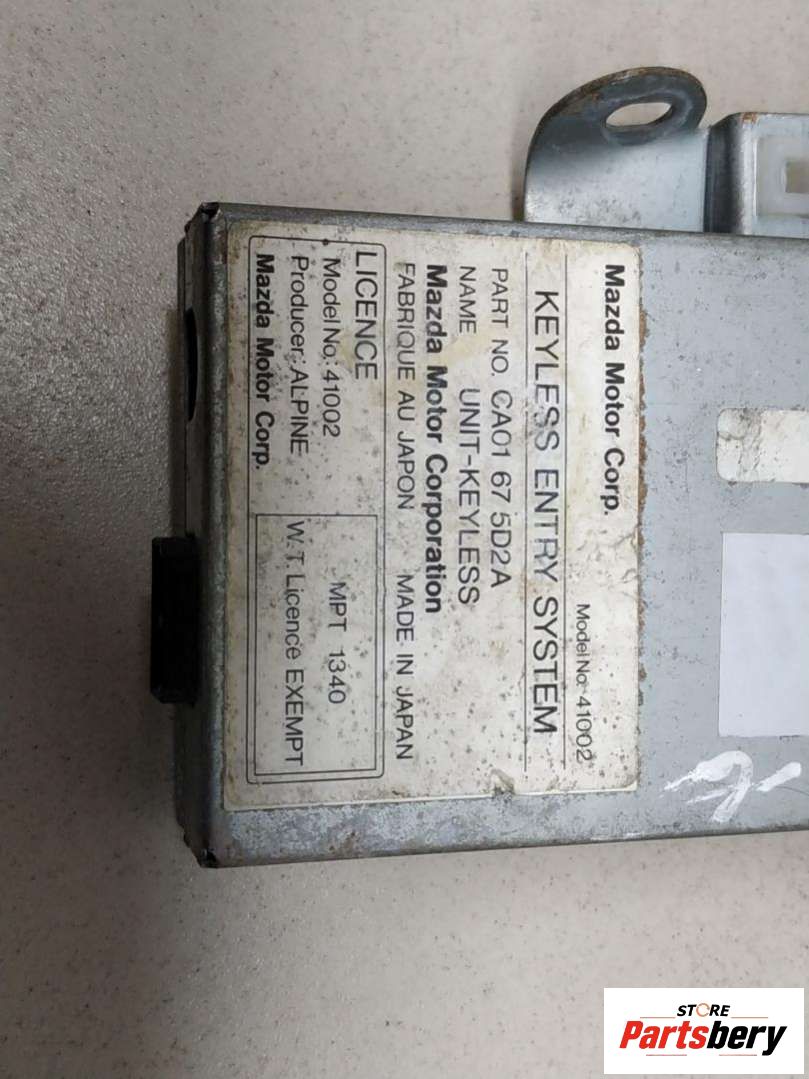 Mazda Motor Corp.
Model No: 41002
KEYLESS ENTRY SYSTEM
PART NO. CA01 67 5D2A
NAME UNIT-KEYLESS
Mazda Motor Corporation
FABRIQUE AU JAPON MADE IN JAPAN
LICENCE
Model No: 41002
Producer: ALPINE
Mazda Motor Corp.
MPT 1340
W. T. Licence EXEMPT
STORE
Partsbery